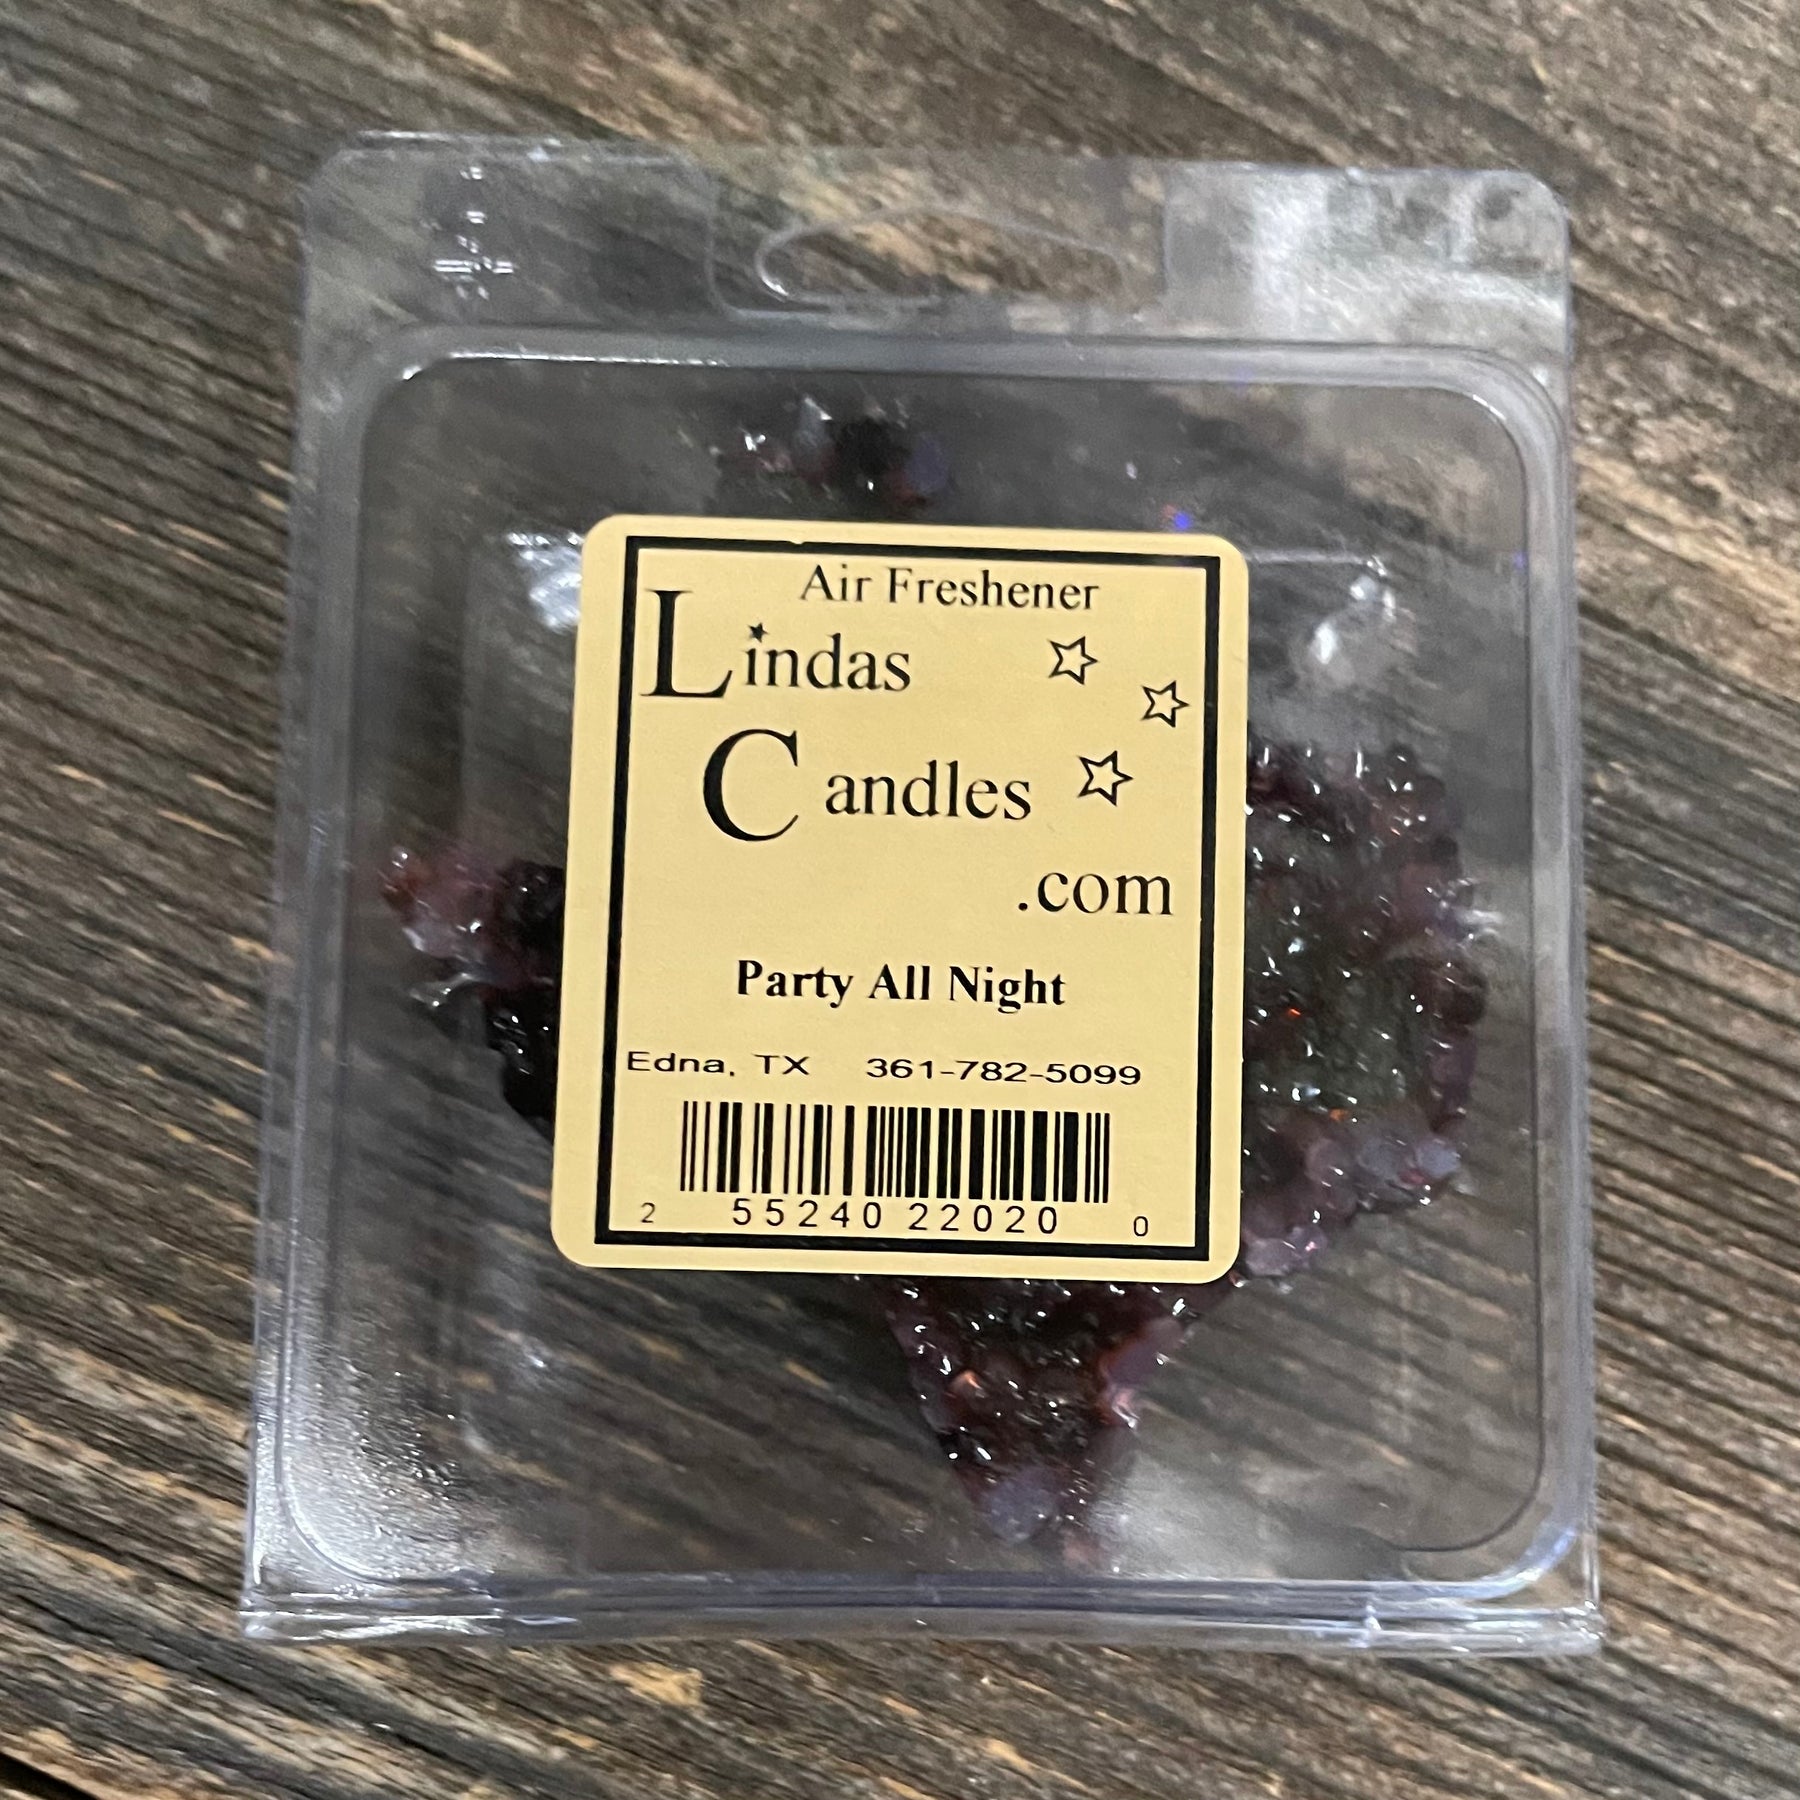 Air Freshener
Lindas
Candles
.com
Party All Night
Edna, TX 361-782-5099
2 55240 22020 0